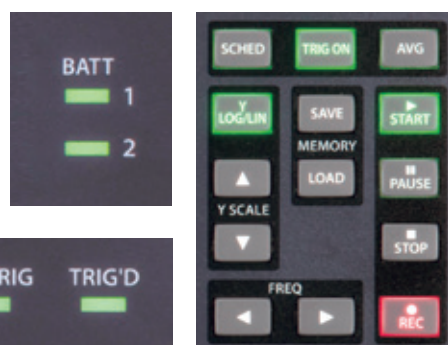 BATT
1
2
RIG TRIG'D
SCHED TRIG ON AVG
Y
LOG/LIN
SAVE
START
MEMORY
LOAD
PAUSE
Y SCALE
STOP
FREQ
REC